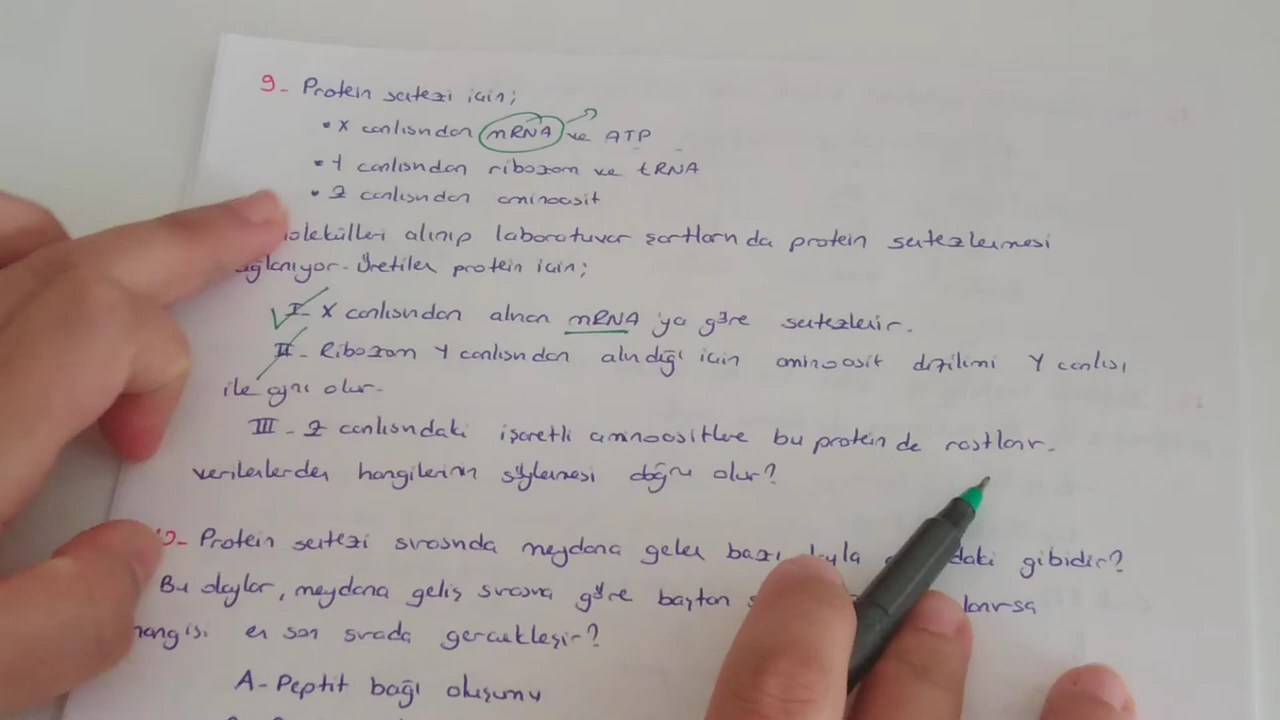 9- Protein sentezi için;
• X canlısından mRNA ve ATP
• Y canlısından ribozom ve tRNA
• Z canlısından aminoasit
molekülleri alınıp laboratuvar şartlarında protein sentezlenmesi
sağlanıyor. Üretilen protein için;
I- X canlısından alınan mRNA ya göre sentezlenir.
II- Ribozom Y canlısından alındığı için aminoasit dizilimi Y canlısı
ile aynı olur.
III- Z canlısındaki işaretli aminoasitlere bu protein de rastlanır.
verilenlerden hangilerinin söylenmesi doğru olur?
10- Protein sentezi sırasında meydana gelen bazı gibidir?
Bu olaylar, meydana geliş sırasına göre baştan
hangisi en son sırada gerçekleşir?
A- Peptit bağı oluşumu